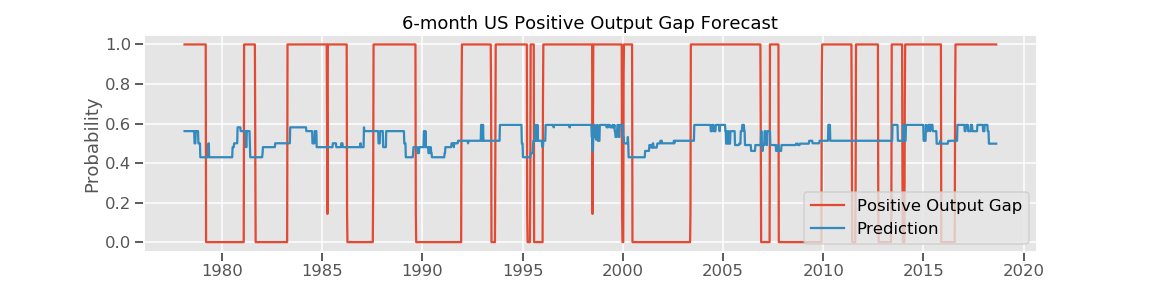 6-month US Positive Output Gap Forecast
Probability
1.0
0.8
0.6
0.4
0.2
0.0
Positive Output Gap
Prediction
1980 1985 1990 1995 2000 2005 2010 2015 2020